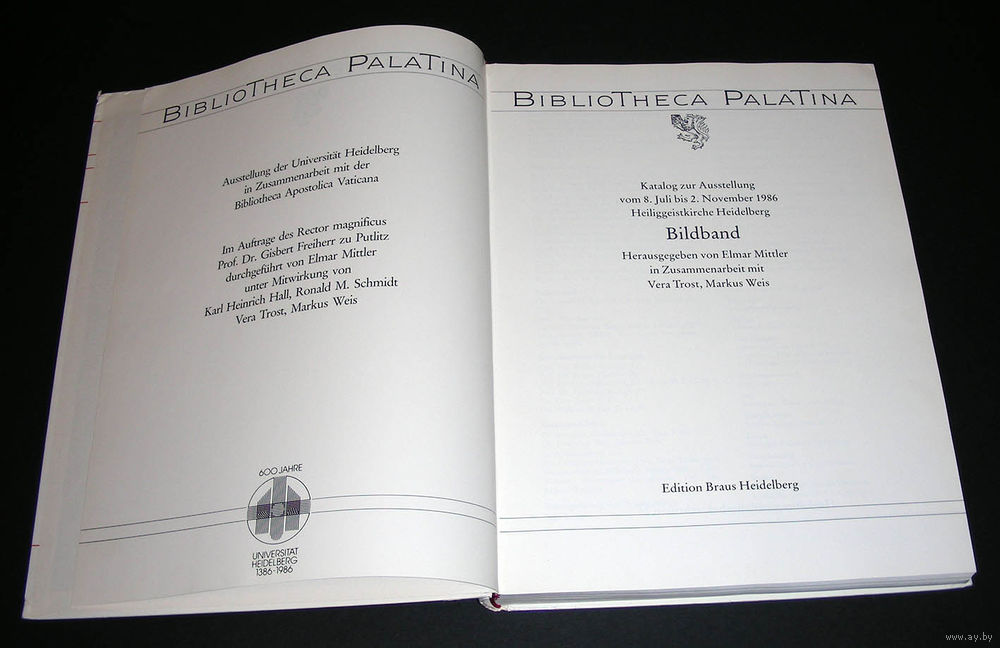 BIBLIOTHECA PALATINA
Ausstellung der Universität Heidelberg
in Zusammenarbeit mit der
Bibliotheca Apostolica Vaticana
Im Auftrage des Rector magnificus
Prof. Dr. Gisbert Freiherr zu Putlitz
durchgeführt von Elmar Mittler
unter Mitwirkung von
Karl Heinrich Hall, Ronald M. Schmidt
Vera Trost, Markus Weis
600 JAHRE
UNIVERSITÄT
HEIDELBERG
1386-1986
BIBLIOTHECA PALATINA
Katalog zur Ausstellung
vom 8. Juli bis 2. November 1986
Heiliggeistkirche Heidelberg
Bildband
Herausgegeben von Elmar Mittler
in Zusammenarbeit mit
Vera Trost, Markus Weis
Edition Braus Heidelberg
www.ay.by